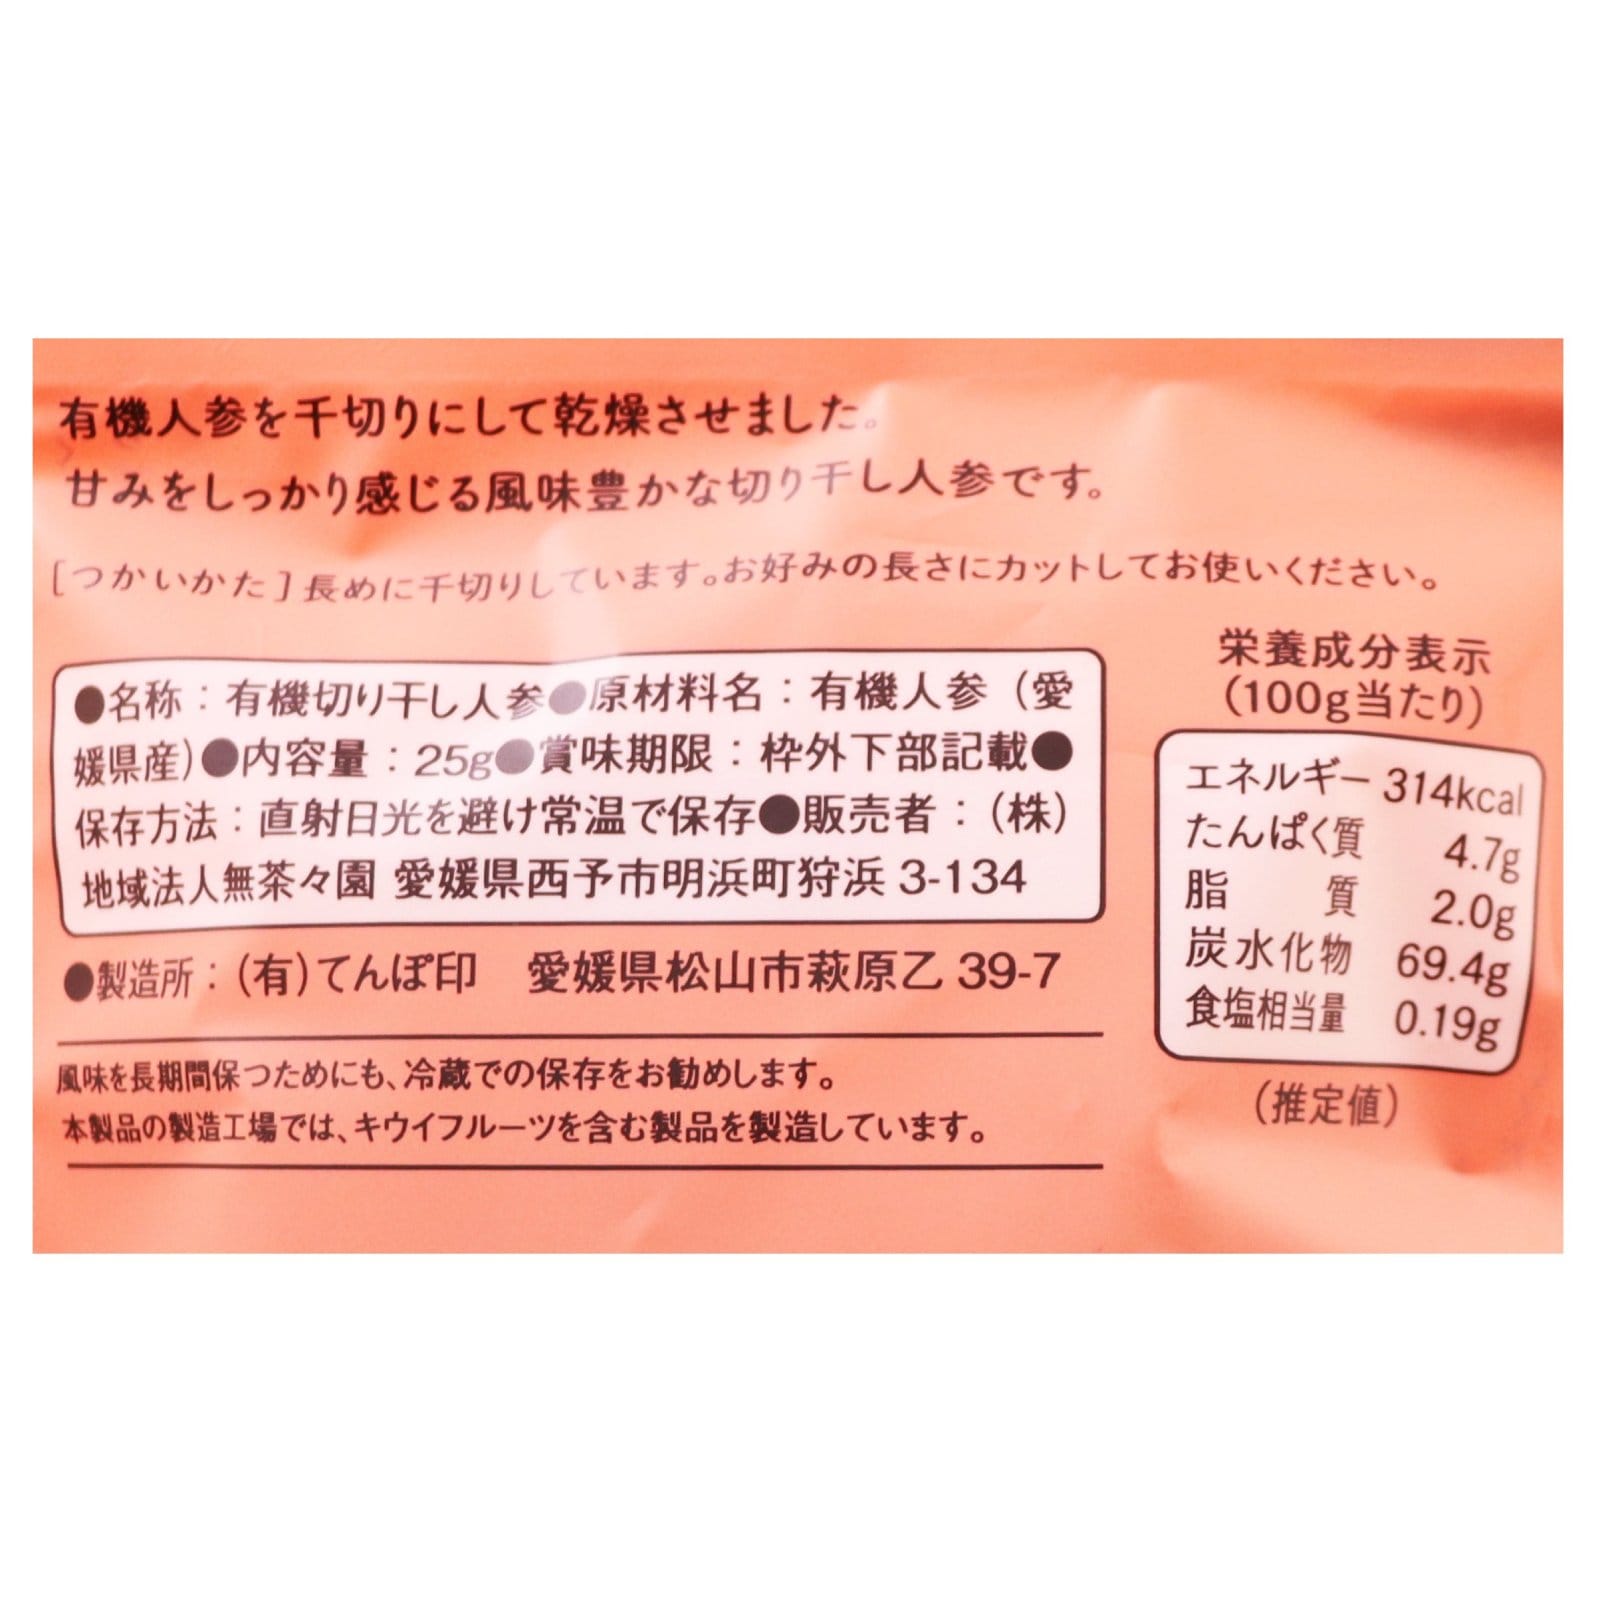 有機人参を千切りにして乾燥させました。
甘みをしっかり感じる風味豊かな切り干し人参です。
[つかいかた]長めに千切りしています。お好みの長さにカットしてお使いください。
●名称：有機切り干し人参●原材料名：有機人参（愛
媛県産）●内容量：25g●賞味期限：枠外下部記載●
保存方法：直射日光を避け常温で保存●販売者：（株）
地域法人無茶々園 愛媛県西予市明浜町狩浜 3-134
●製造所：（有）てんぽ印　愛媛県松山市萩原乙 39-7
風味を長期間保つためにも、冷蔵での保存をお勧めします。
本製品の製造工場では、キウイフルーツを含む製品を製造しています。
栄養成分表示
（100g当たり）
エネルギー 314kcal
たんぱく質 4.7g
脂質 2.0g
炭水化物 69.4g
食塩相当量 0.19g
（推定値）